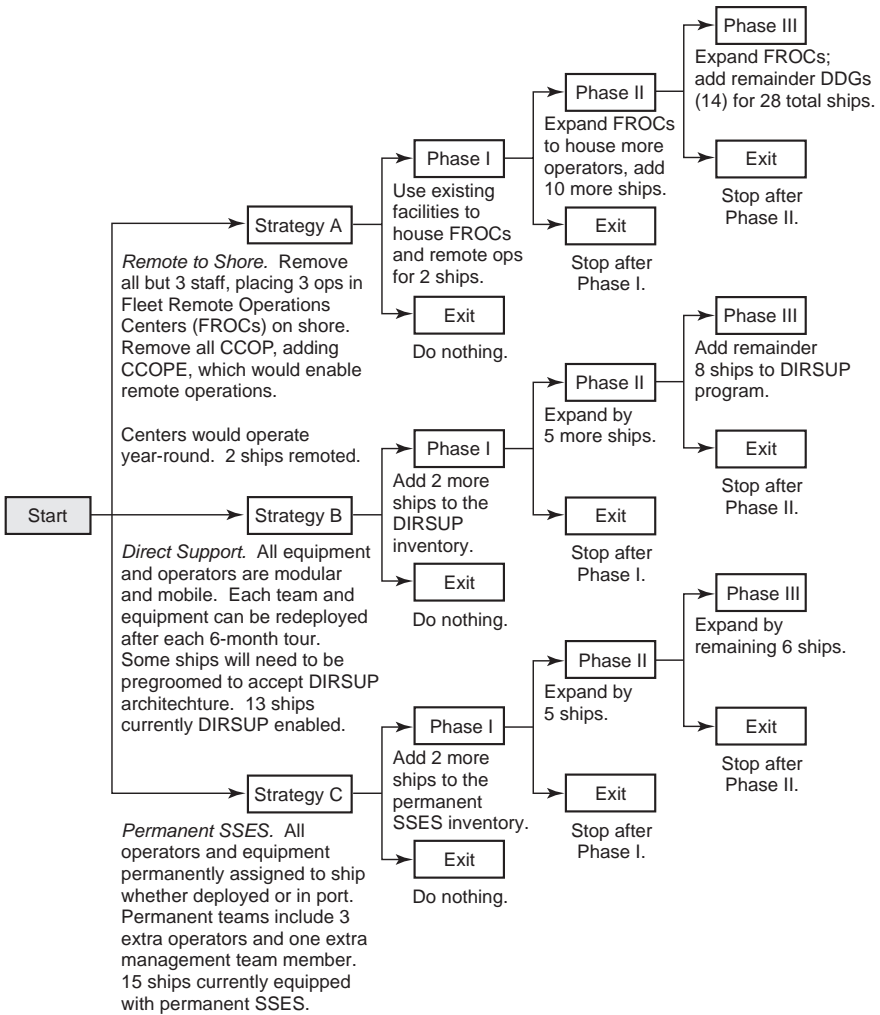 Start
Strategy A
Remote to Shore. Remove
all but 3 staff, placing 3 ops in
Fleet Remote Operations
Centers (FROCs) on shore.
Remove all CCOP, adding
CCOPE, which would enable
remote operations.
Centers would operate
year-round. 2 ships remoted.
Phase I
Use existing
facilities to
house FROCs
and remote ops
for 2 ships.
Exit
Do nothing.
Phase II
Expand FROCs
to house more
operators, add
10 more ships.
Exit
Stop after
Phase I.
Phase III
Expand FROCs;
add remainder DDGs
(14) for 28 total ships.
Exit
Stop after
Phase II.
Strategy B
Direct Support. All equipment
and operators are modular
and mobile. Each team and
equipment can be redeployed
after each 6-month tour.
Some ships will need to be
pregroomed to accept DIRSUP
architechture. 13 ships
currently DIRSUP enabled.
Phase I
Add 2 more
ships to the
DIRSUP
inventory.
Exit
Do nothing.
Phase II
Expand by
5 more ships.
Exit
Stop after
Phase I.
Phase III
Add remainder
8 ships to DIRSUP
program.
Exit
Stop after
Phase II.
Strategy C
Permanent SSES. All
operators and equipment
permanently assigned to ship
whether deployed or in port.
Permanent teams include 3
extra operators and one extra
management team member.
15 ships currently equipped
with permanent SSES.
Phase I
Add 2 more
ships to the
permanent
SSES inventory.
Exit
Do nothing.
Phase II
Expand by
5 ships.
Exit
Stop after
Phase I.
Phase III
Expand by
remaining 6 ships.
Exit
Stop after
Phase II.